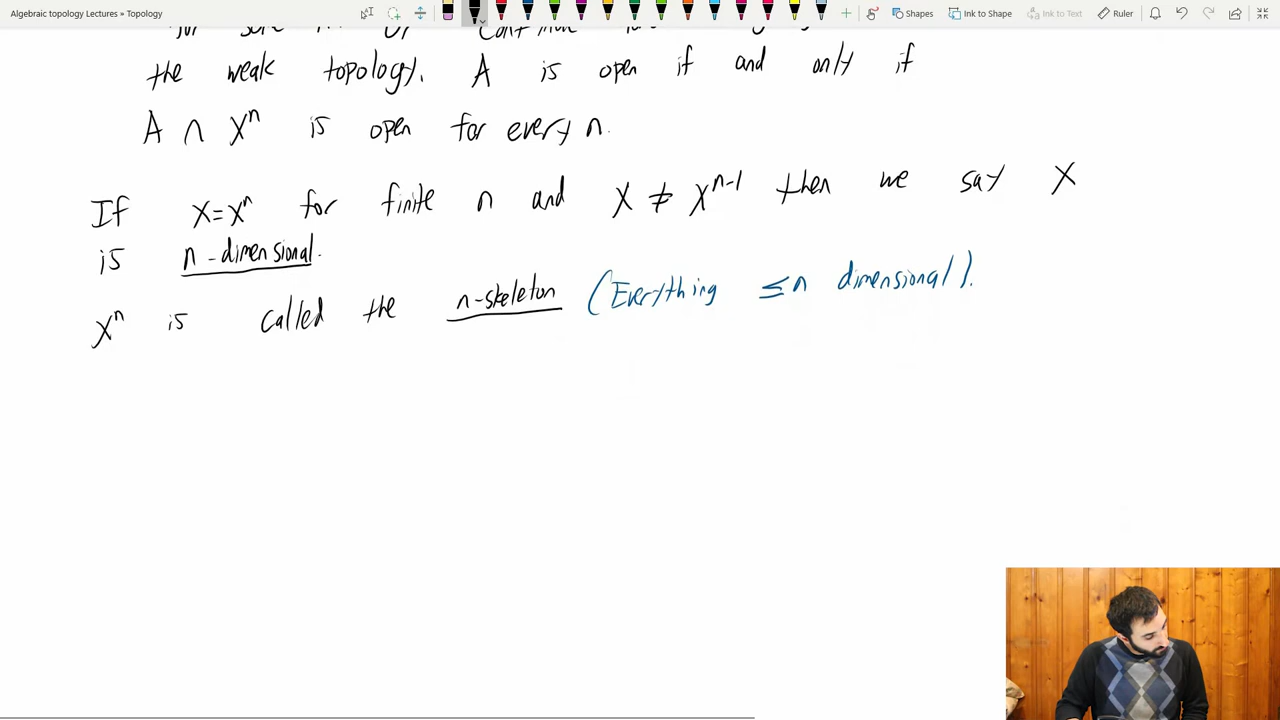 Algebraic topology Lectures » Topology
Shapes
Ink to Shape
Ink to Text
Ruler
the weak topology. A is open if and only if
A ∩ Xⁿ is open for every n.
If X=Xⁿ for finite n and X ≠ Xⁿ⁻¹ then we say X
is n-dimensional.
Xⁿ is called the n-skeleton (Everything ≤n dimensional).